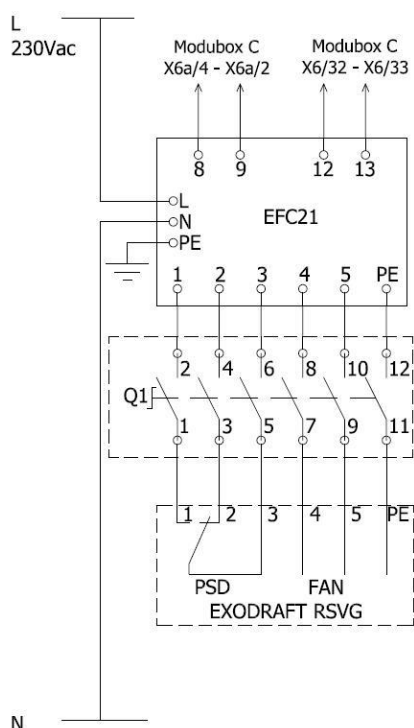 L
230Vac
Modubox C
X6a/4 - X6a/2
Modubox C
X6/32 - X6/33
8 9 12 13
L
N
PE
EFC21
1 2 3 4 5 PE
2 4 6 8 10 12
Q1
1 3 5 7 9 11
1 2 3 4 5 PE
PSD FAN
EXODRAFT RSVG
N